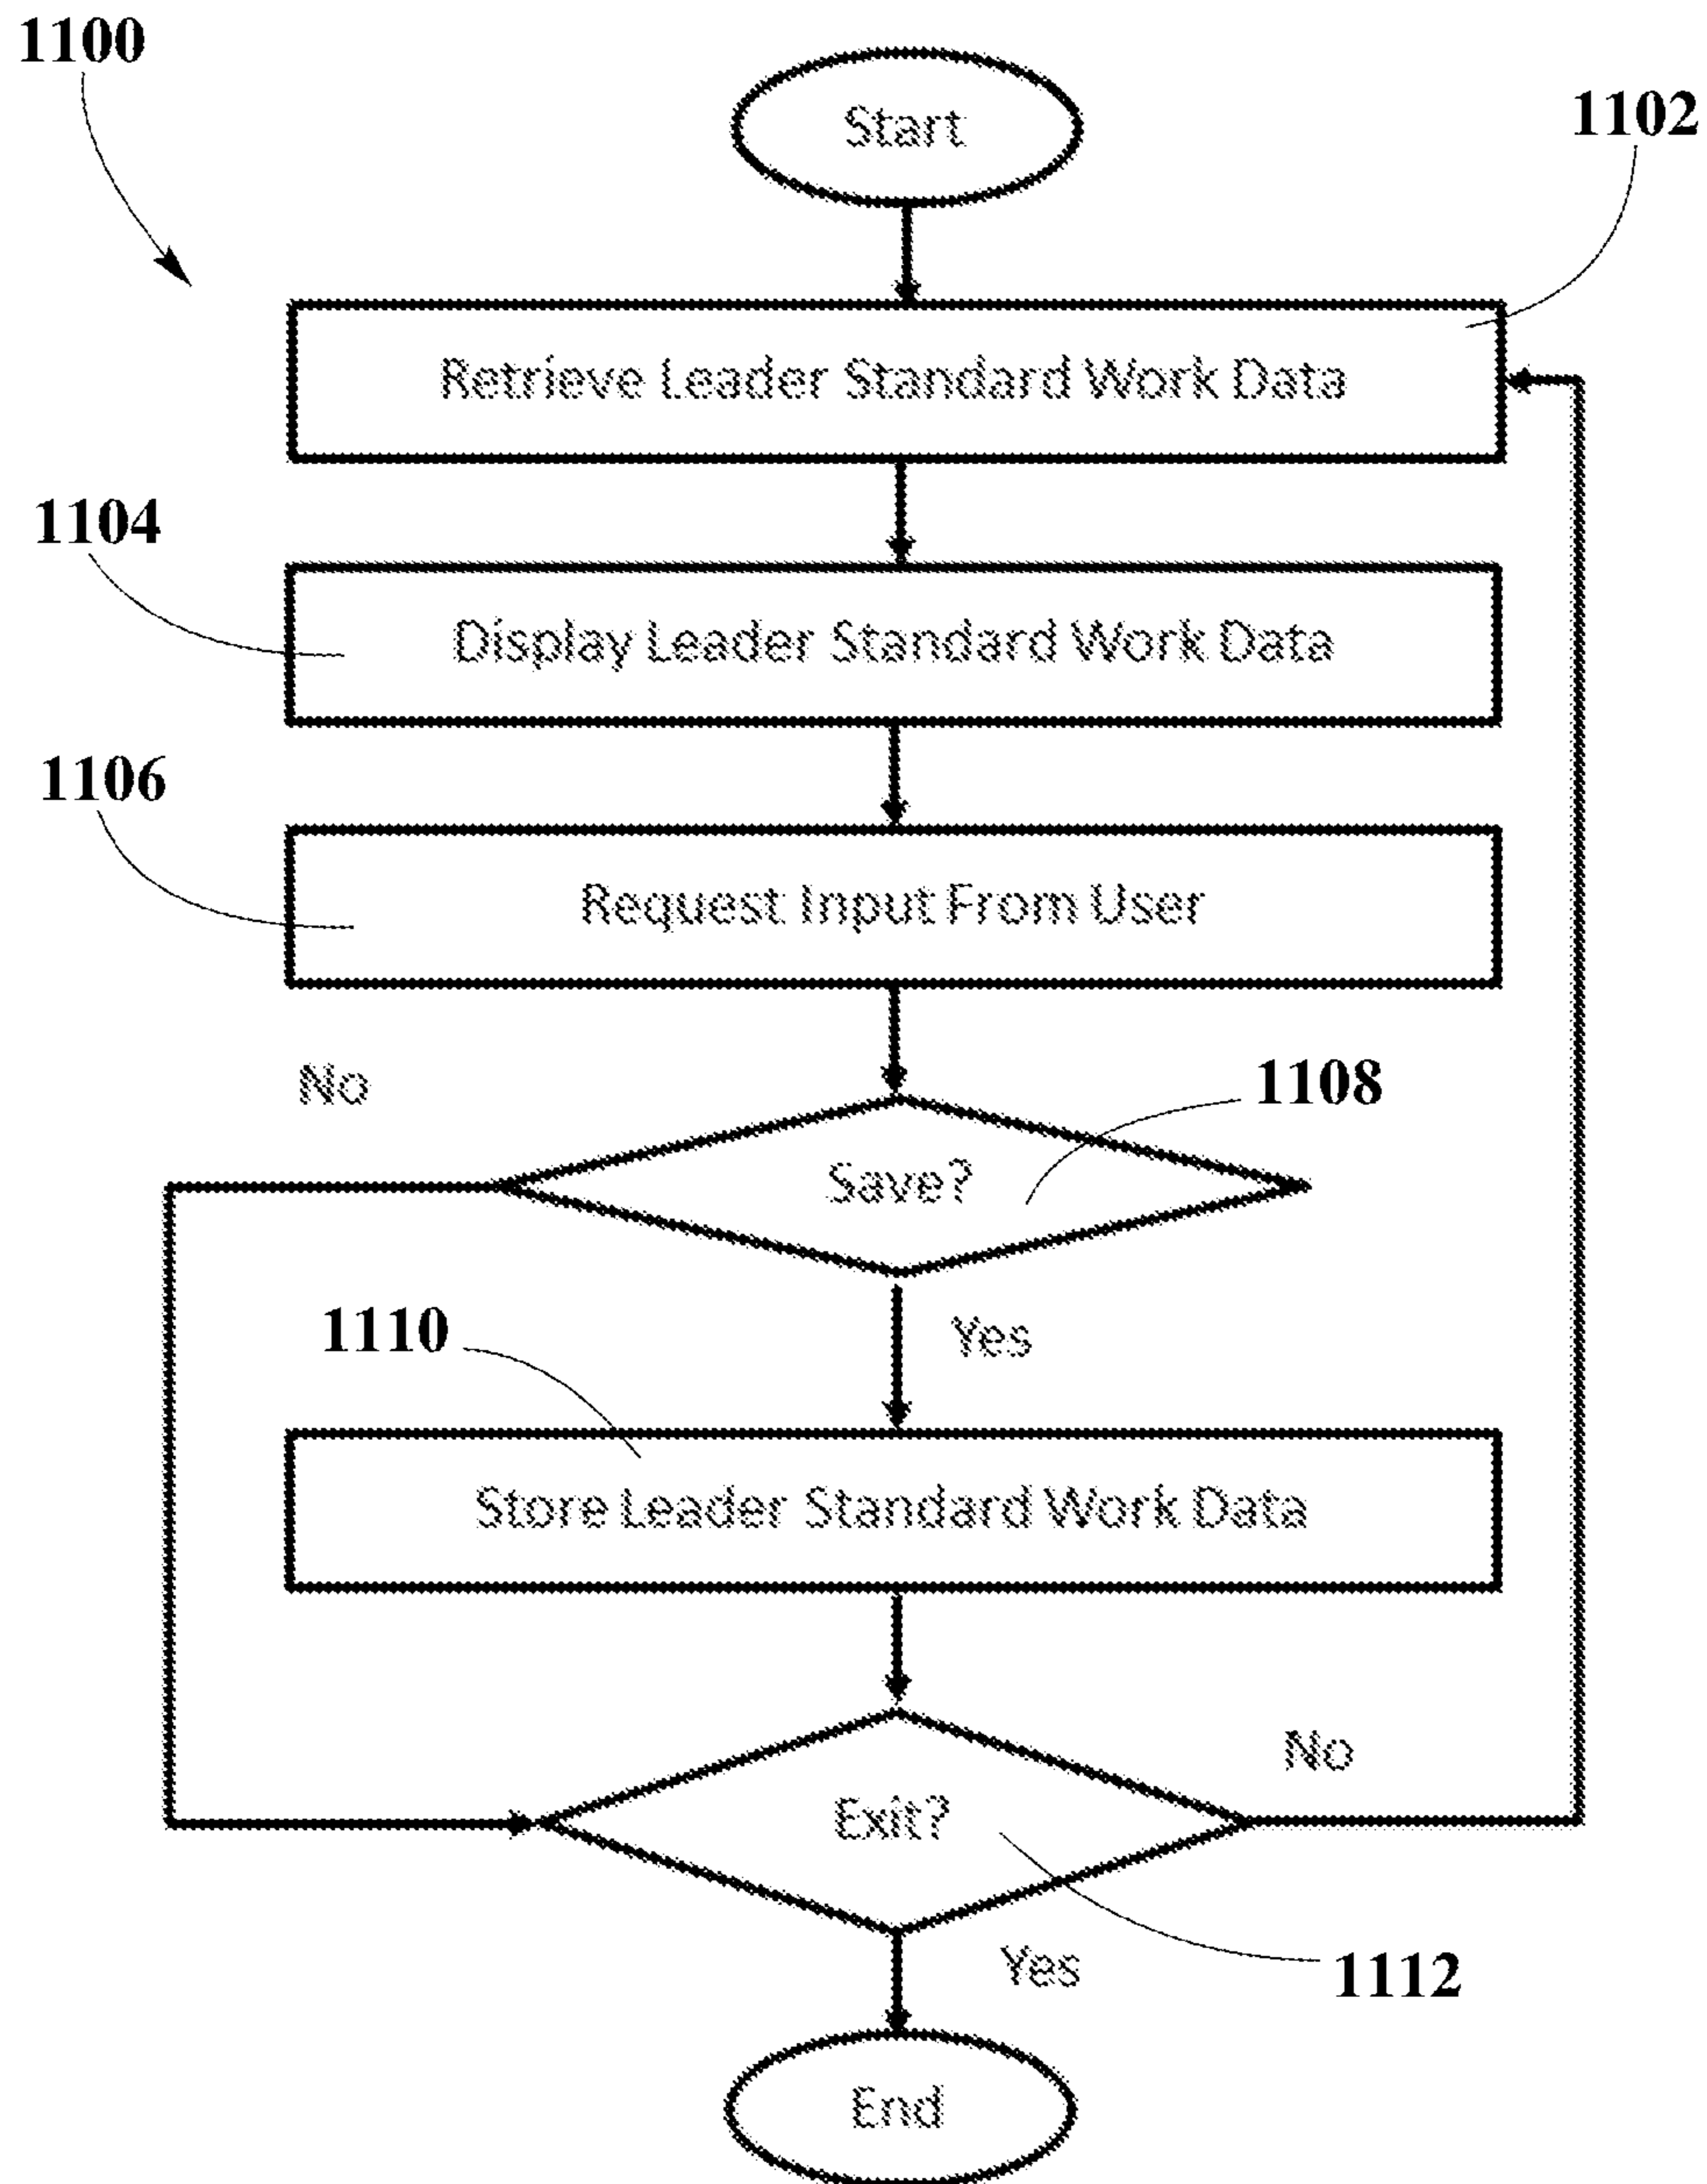 1100
Start
1102
Retrieve Leader Standard Work Data
1104
Display Leader Standard Work Data
1106
Request Input From User
No
1108
Save?
1110
Yes
Store Leader Standard Work Data
No
Exit?
Yes
1112
End